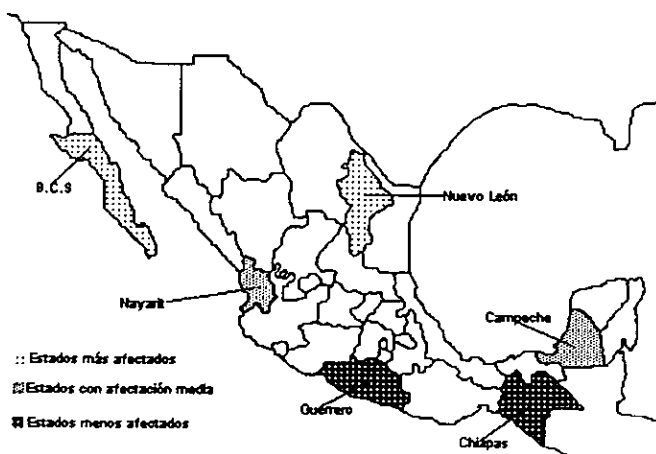 B.C.S
Nuevo León
Nayarit
Campeche
Estados más afectados
Estados con afectación media
Guerrero
Estados menos afectados
Chiapas